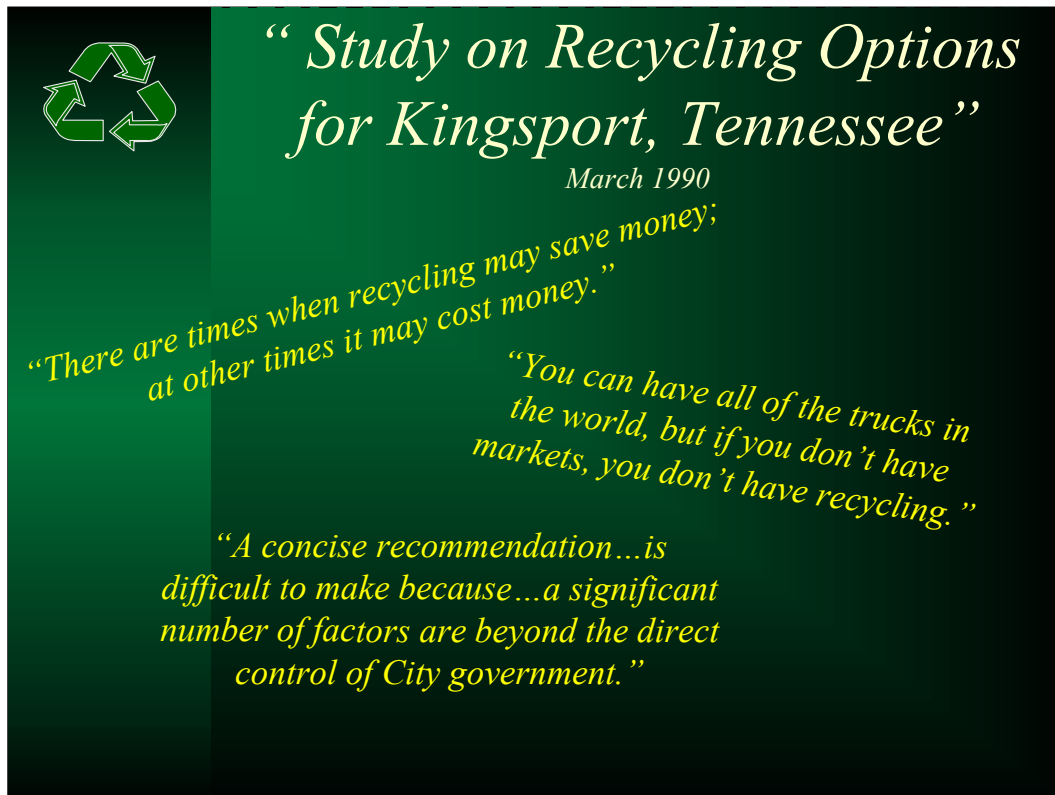 “ Study on Recycling Options
for Kingsport, Tennessee”
March 1990
“There are times when recycling may save money;
at other times it may cost money.”
“You can have all of the trucks in
the world, but if you don’t have
markets, you don’t have recycling.”
“A concise recommendation…is
difficult to make because…a significant
number of factors are beyond the direct
control of City government.”